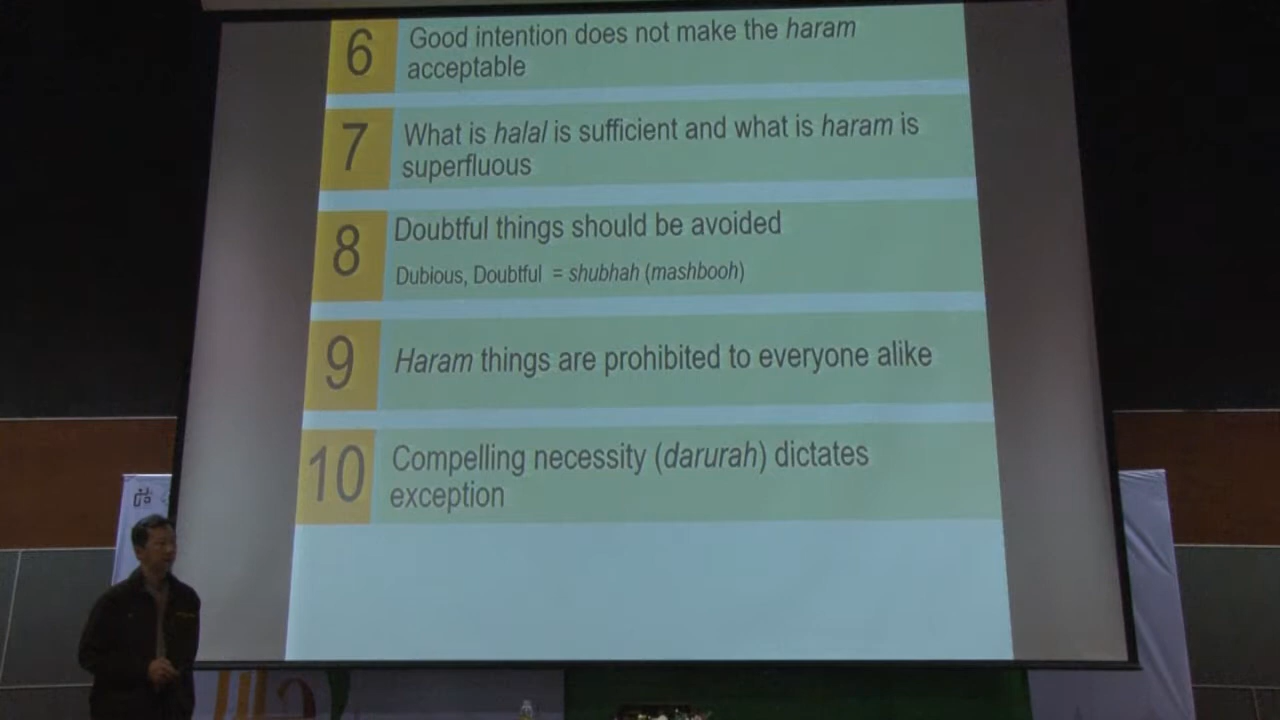 6
Good intention does not make the haram
acceptable
7
What is halal is sufficient and what is haram is
superfluous
8
Doubtful things should be avoided
Dubious, Doubtful = shubhah (mashbooh)
9
Haram things are prohibited to everyone alike
10
Compelling necessity (darurah) dictates
exception